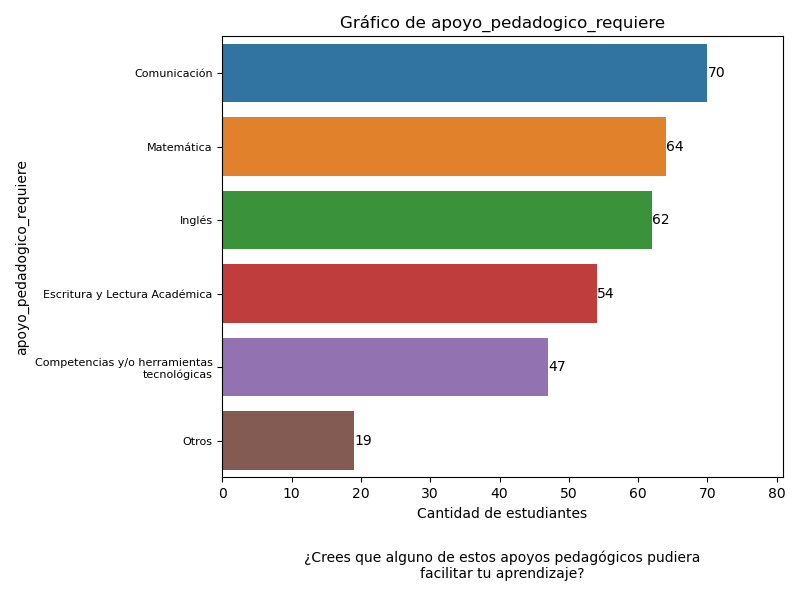 Gráfico de apoyo_pedadogico_requiere
apoyo_pedadogico_requiere
Comunicación
70
Matemática
64
Inglés
62
Escritura y Lectura Académica
54
Competencias y/o herramientas
tecnológicas
47
Otros
19
0 10 20 30 40 50 60 70 80
Cantidad de estudiantes
¿Crees que alguno de estos apoyos pedagógicos pudiera
facilitar tu aprendizaje?